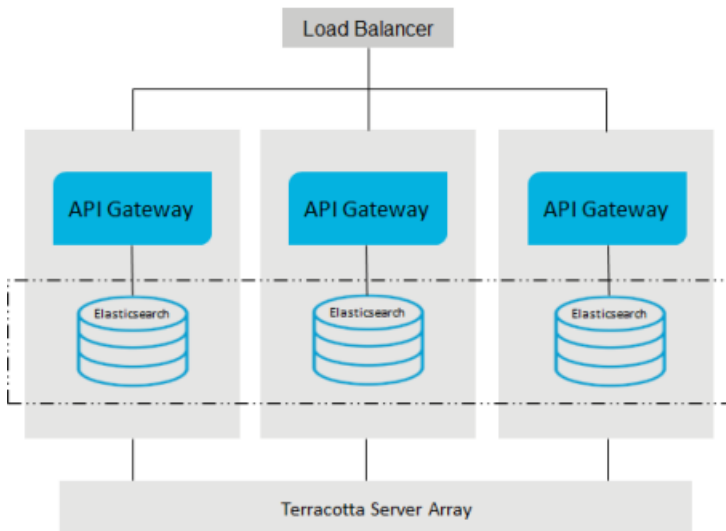 Load Balancer
API Gateway
API Gateway
API Gateway
Elasticsearch
Elasticsearch
Elasticsearch
Terracotta Server Array